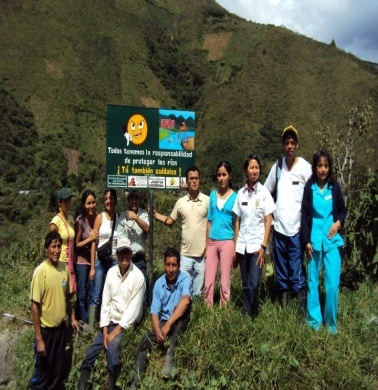 Todos tenemos la responsabilidad
de proteger los ríos
¡Tú también cuídalos!